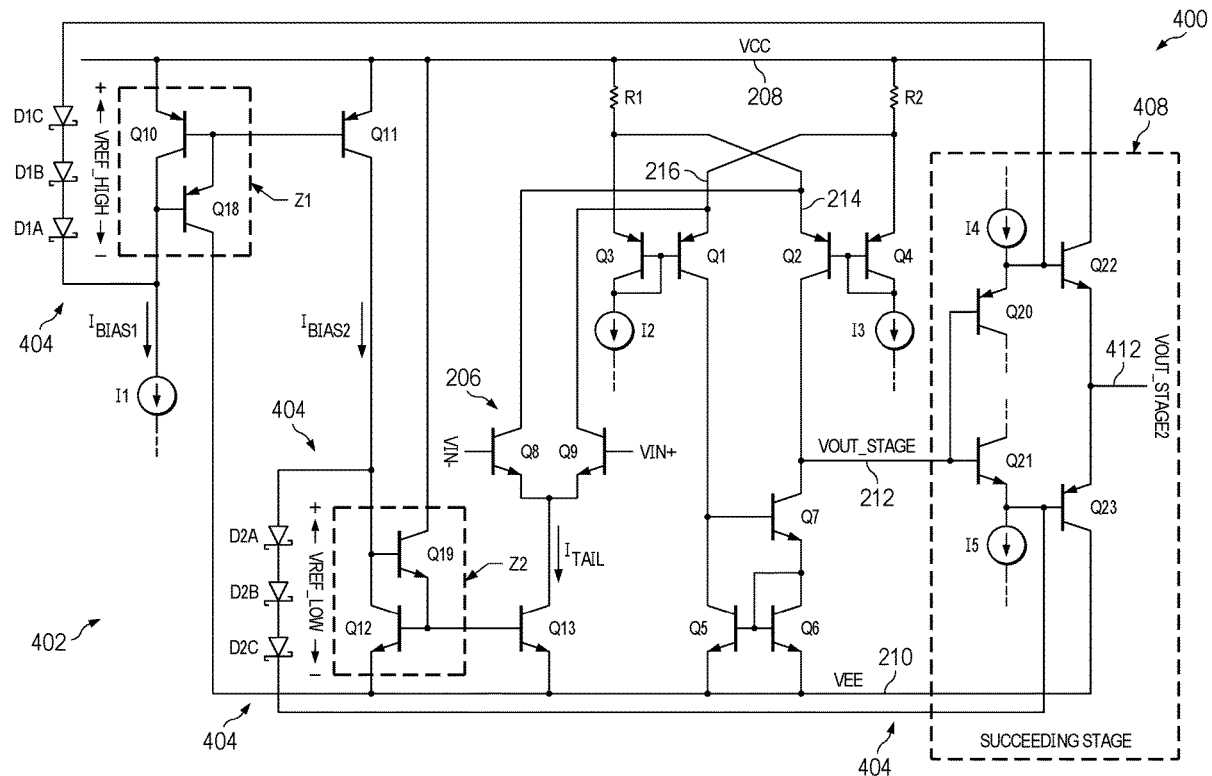 400
VCC
208
R1
R2
408
D1C
D1B
D1A
+
VREF_HIGH
-
Q10
Q18
Z1
Q11
216
214
Q3
Q1
Q2
Q4
I2
I3
I4
Q22
Q20
404
I
BIAS1
I
BIAS2
I1
206
412
VOUT_STAGE2
404
VIN-
Q8
Q9
VIN+
VOUT_STAGE
212
Q21
Q23
I5
D2A
D2B
D2C
+
VREF_LOW
-
Q19
Q12
Z2
I
TAIL
Q13
Q7
Q5
Q6
402
404
VEE
210
404
SUCCEEDING STAGE